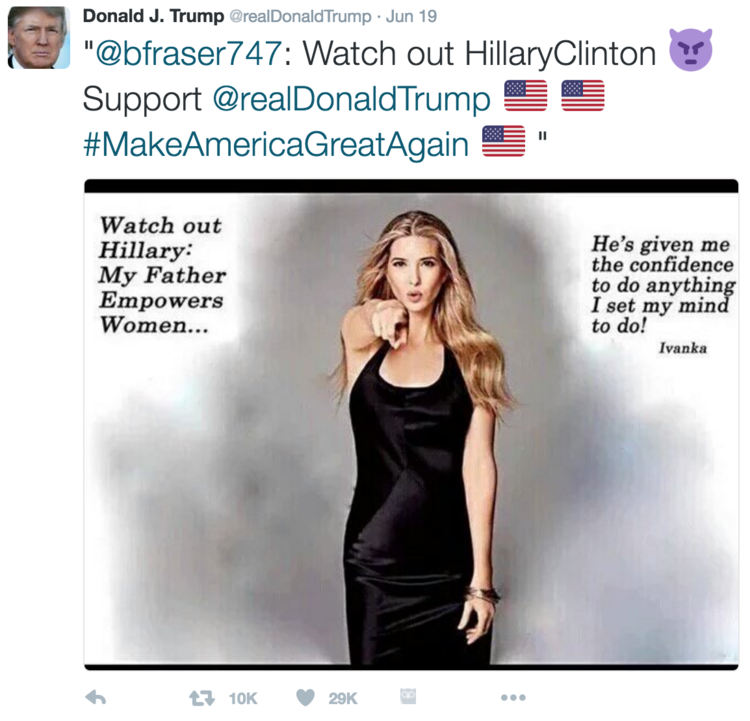 Donald J. Trump @realDonaldTrump · Jun 19
"@bfraser747: Watch out HillaryClinton 👿
Support @realDonaldTrump 🇺🇸 🇺🇸
#MakeAmericaGreatAgain 🇺🇸 "
Watch out
Hillary:
My Father
Empowers
Women...
He's given me
the confidence
to do anything
I set my mind
to do!
Ivanka
10K 29K